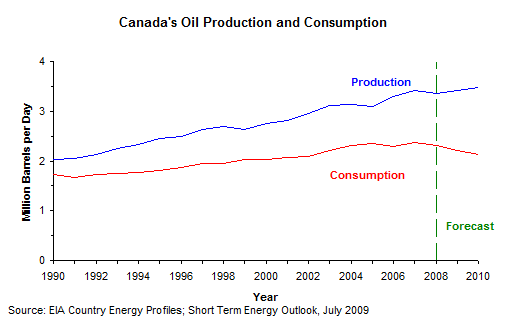 Canada's Oil Production and Consumption
4
3
2
1
0
Million Barrels per Day
Production
Consumption
Forecast
1990 1992 1994 1996 1998 2000 2002 2004 2006 2008 2010
Year
Source: EIA Country Energy Profiles; Short Term Energy Outlook, July 2009